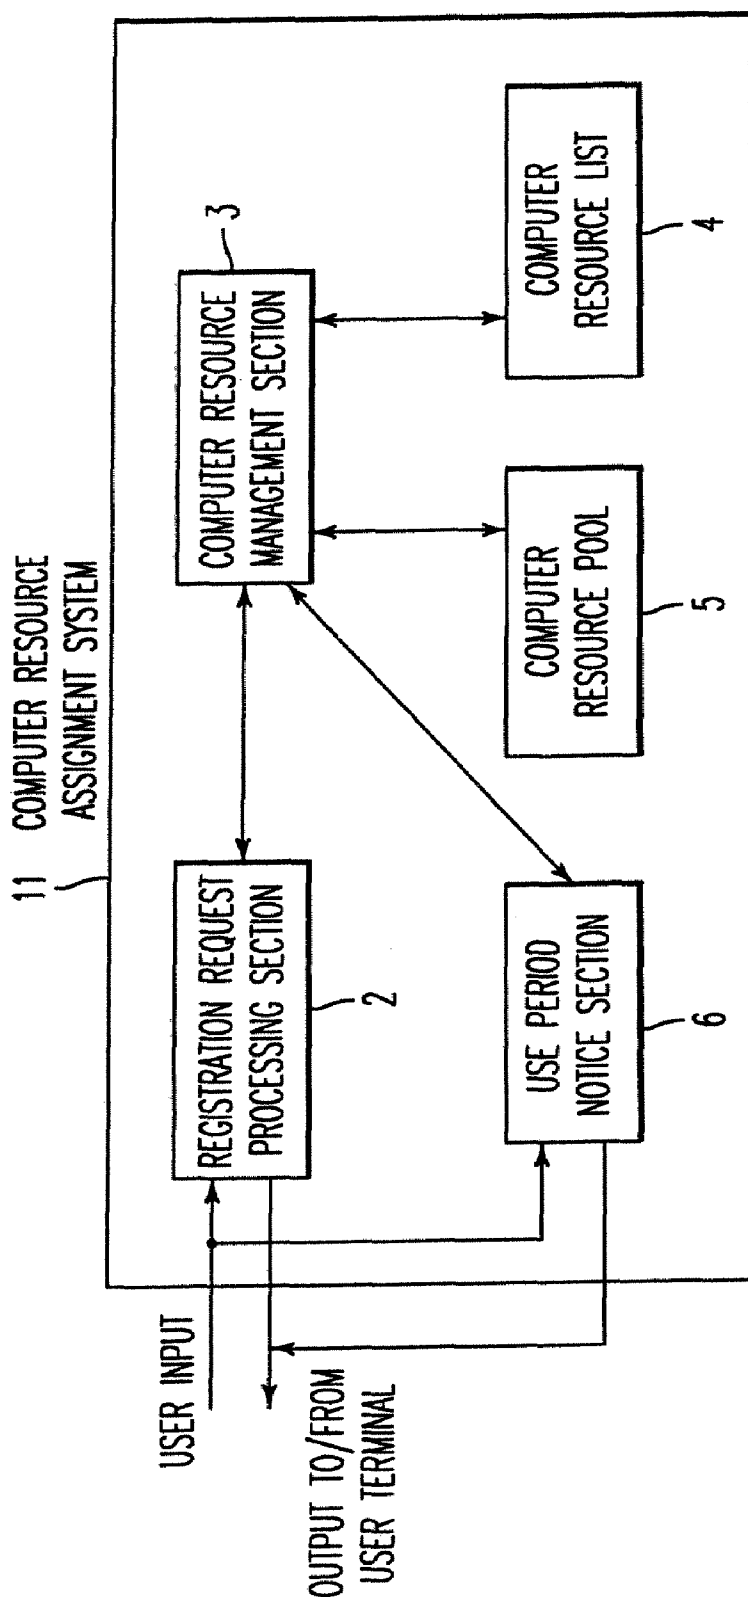 11 COMPUTER RESOURCE
ASSIGNMENT SYSTEM
USER INPUT
OUTPUT TO/FROM
USER TERMINAL
REGISTRATION REQUEST
PROCESSING SECTION
2
COMPUTER RESOURCE
MANAGEMENT SECTION
3
USE PERIOD
NOTICE SECTION
6
COMPUTER
RESOURCE POOL
5
COMPUTER
RESOURCE LIST
4